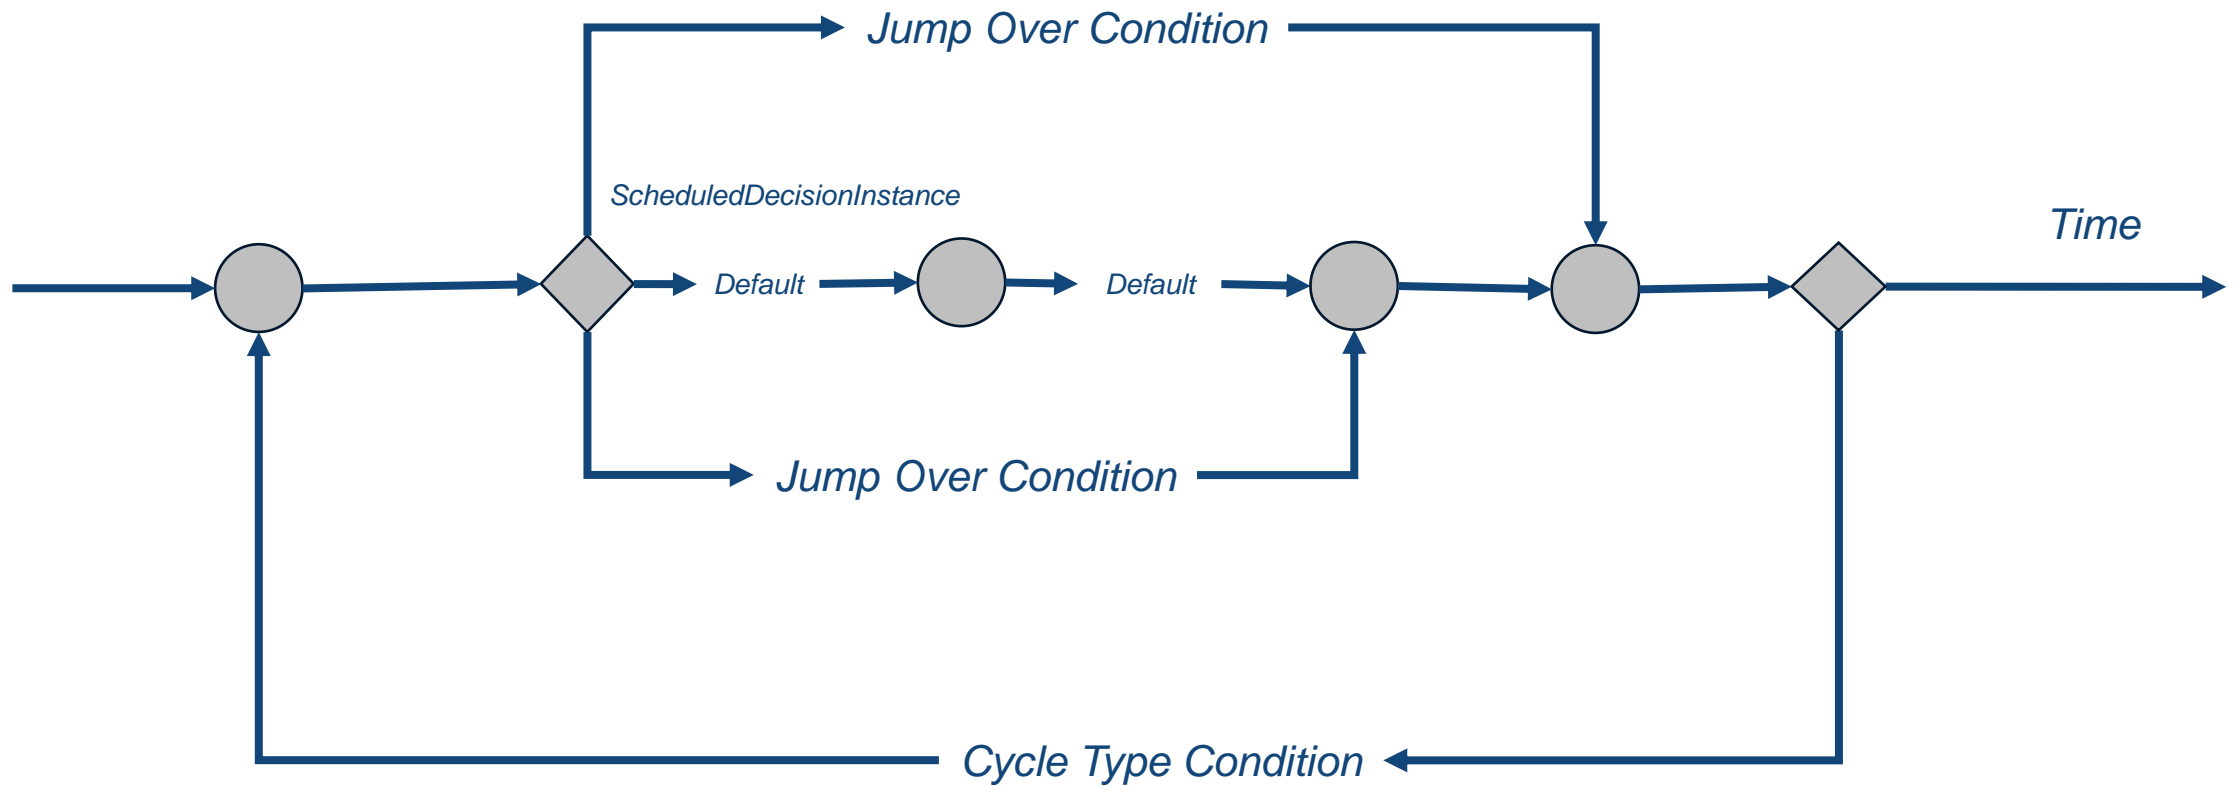 Jump Over Condition
ScheduledDecisionInstance
Time
Default
Default
Jump Over Condition
Cycle Type Condition